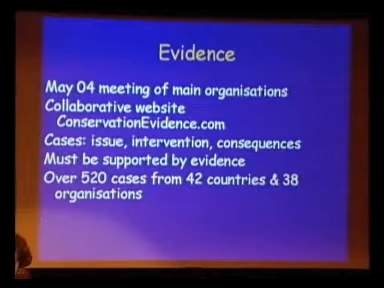 Evidence
May 04 meeting of main organisations
Collaborative website
ConservationEvidence.com
Cases: issue, intervention, consequences
Must be supported by evidence
Over 520 cases from 42 countries & 38
organisations